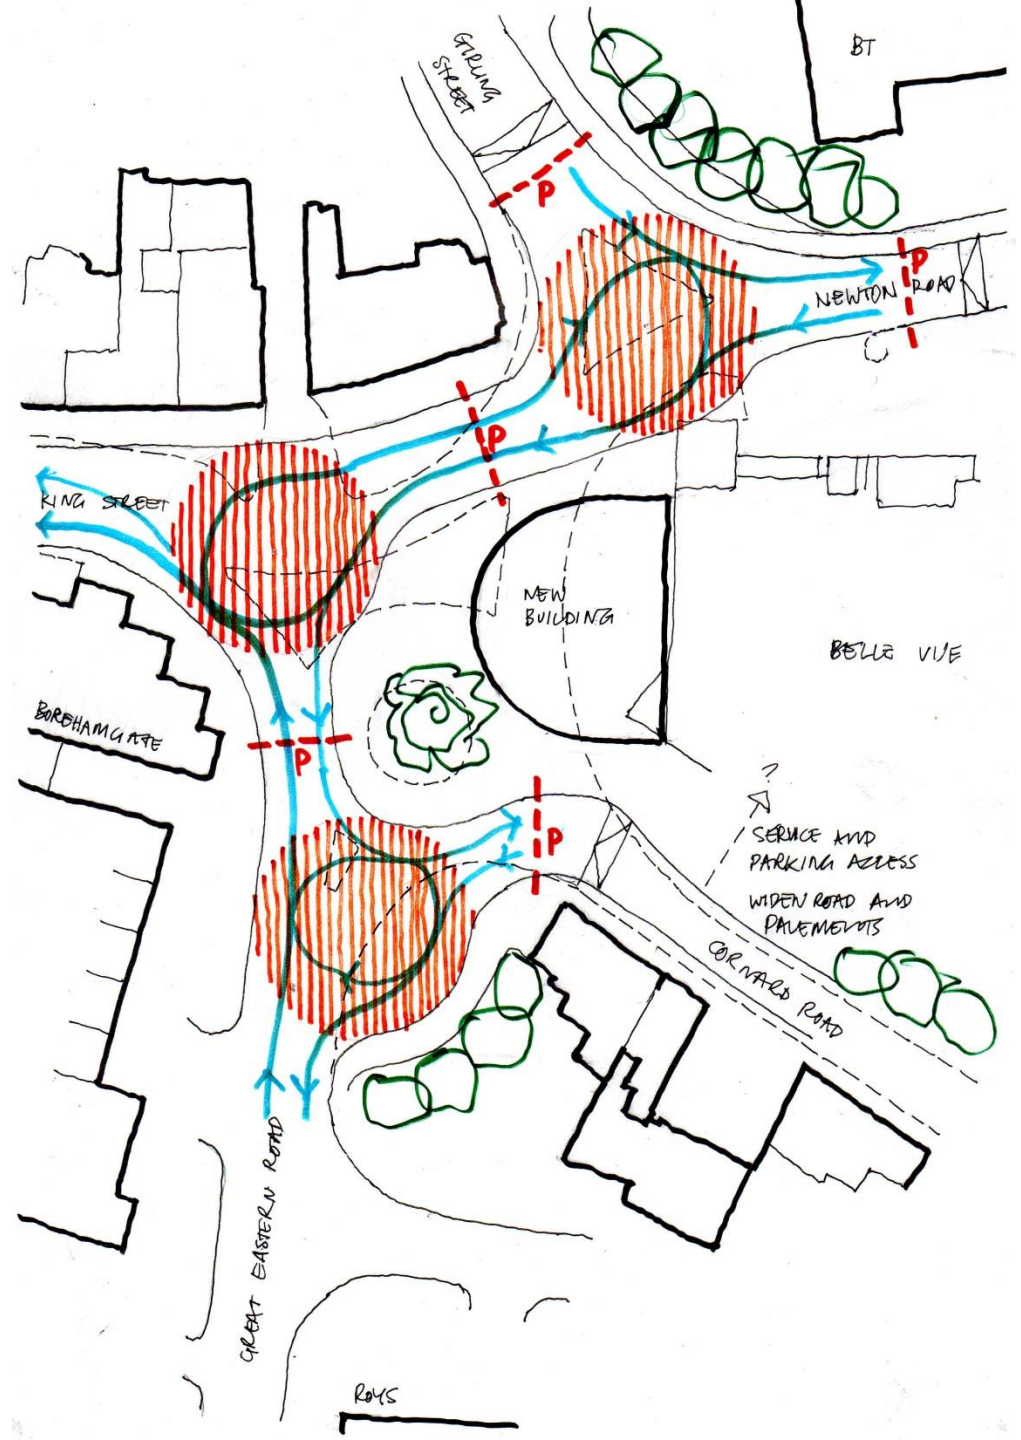 GIRLING
STREET
BT
P
P
NEWTON ROAD
P
KING STREET
NEW
BUILDING
BELLE VUE
BOREHAMGATE
P
?
P
SERVICE AND
PARKING ACCESS
WIDEN ROAD AND
PAVEMENTS
CORNARD ROAD
GREAT EASTERN ROAD
ROYS